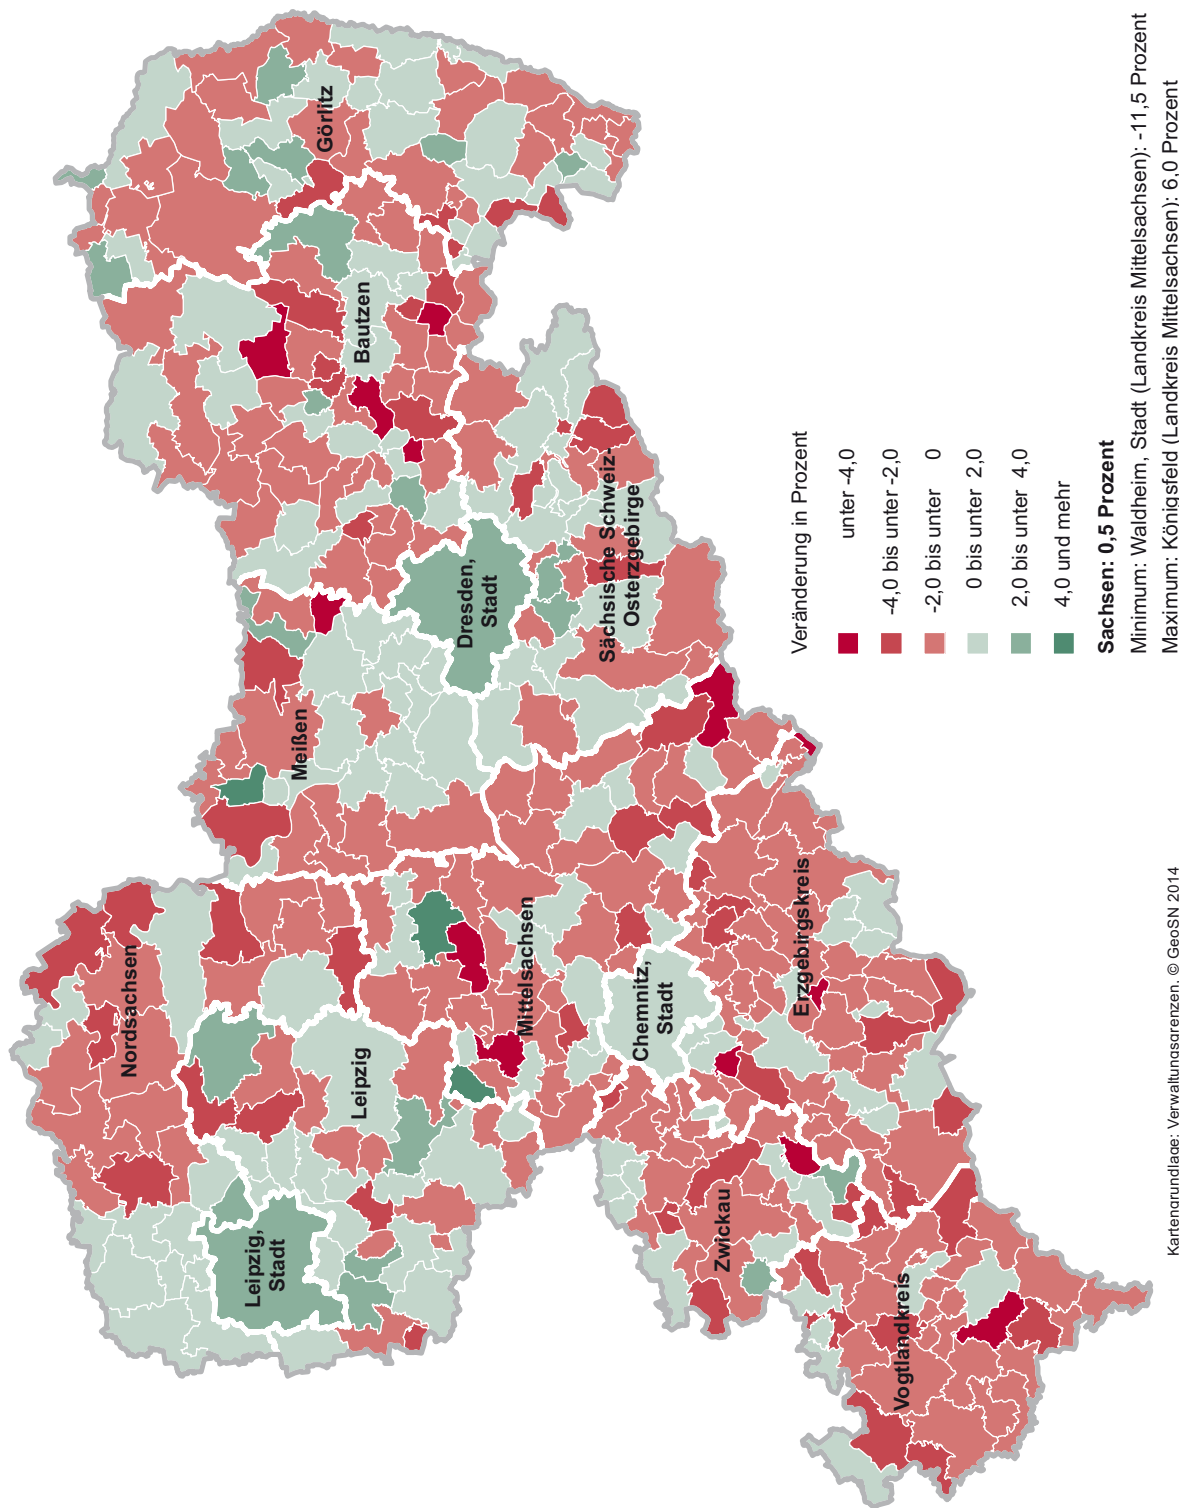 Görlitz
Bautzen
Dresden,
Stadt
Sächsische Schweiz-
Osterzgebirge
Meißen
Nordsachsen
Leipzig
Leipzig,
Stadt
Mittelsachsen
Chemnitz,
Stadt
Erzgebirgskreis
Zwickau
Vogtlandkreis
Veränderung in Prozent
unter -4,0
-4,0 bis unter -2,0
-2,0 bis unter 0
0 bis unter 2,0
2,0 bis unter 4,0
4,0 und mehr
Sachsen: 0,5 Prozent
Minimum: Waldheim, Stadt (Landkreis Mittelsachsen): -11,5 Prozent
Maximum: Königsfeld (Landkreis Mittelsachsen): 6,0 Prozent
Kartengrundlage: Verwaltungsgrenzen, © GeoSN 2014